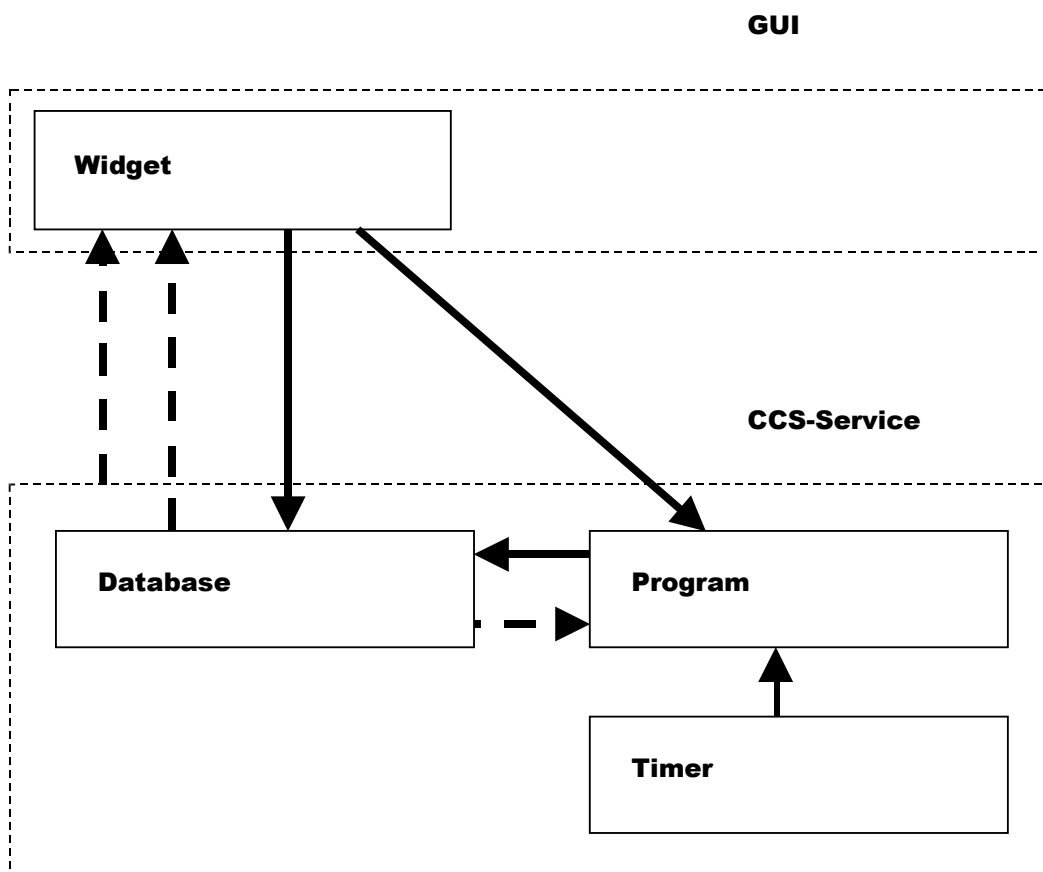 GUI
Widget
CCS-Service
Database
Program
Timer